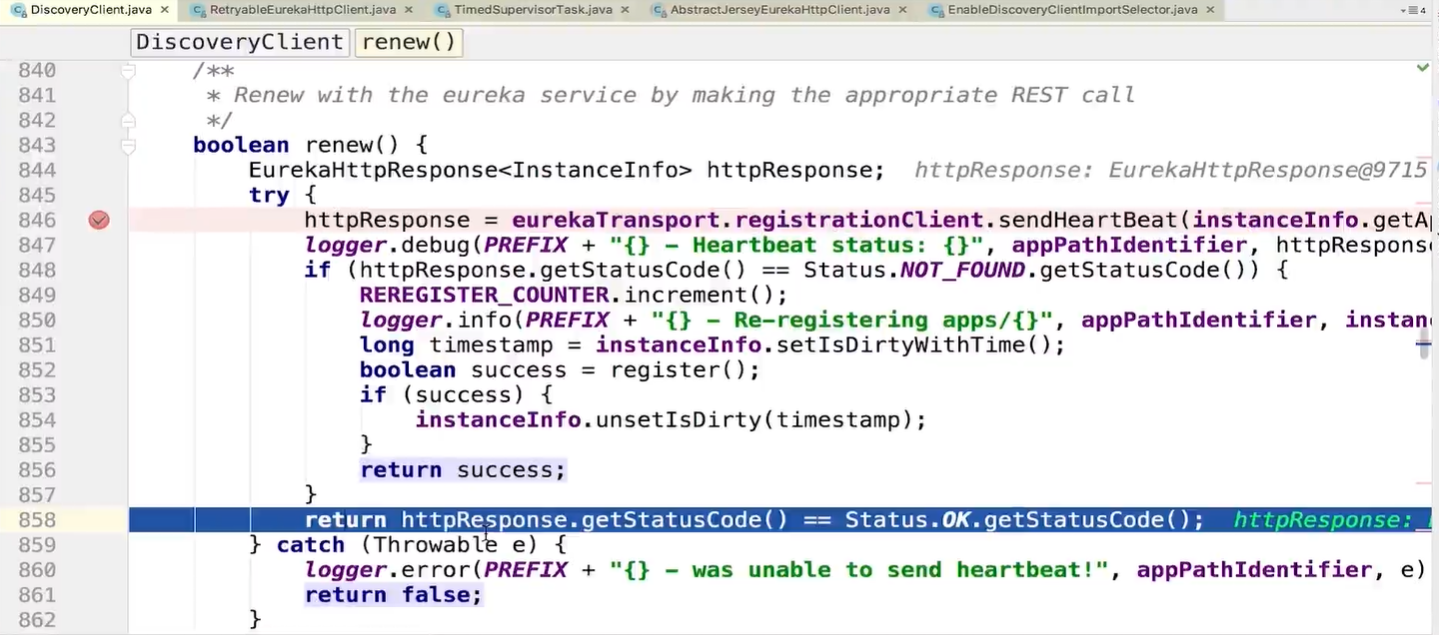 DiscoveryClient.java RetryableEurekaHttpClient.java TimedSupervisorTask.java AbstractJerseyEurekaHttpClient.java EnableDiscoveryClientImportSelector.java
DiscoveryClient renew()
840 /**
841 * Renew with the eureka service by making the appropriate REST call
842 */
843 boolean renew() {
844 EurekaHttpResponse<InstanceInfo> httpResponse; httpResponse: EurekaHttpResponse@9715
845 try {
846 httpResponse = eurekaTransport.registrationClient.sendHeartBeat(instanceInfo.getAp
847 logger.debug(PREFIX + "{} - Heartbeat status: {}", appPathIdentifier, httpRespons
848 if (httpResponse.getStatusCode() == Status.NOT_FOUND.getStatusCode()) {
849 REREGISTER_COUNTER.increment();
850 logger.info(PREFIX + "{} - Re-registering apps/{}", appPathIdentifier, instan
851 long timestamp = instanceInfo.setIsDirtyWithTime();
852 boolean success = register();
853 if (success) {
854 instanceInfo.unsetIsDirty(timestamp);
855 }
856 return success;
857 }
858 return httpResponse.getStatusCode() == Status.OK.getStatusCode(); httpResponse:
859 } catch (Throwable e) {
860 logger.error(PREFIX + "{} - was unable to send heartbeat!", appPathIdentifier, e)
861 return false;
862 }